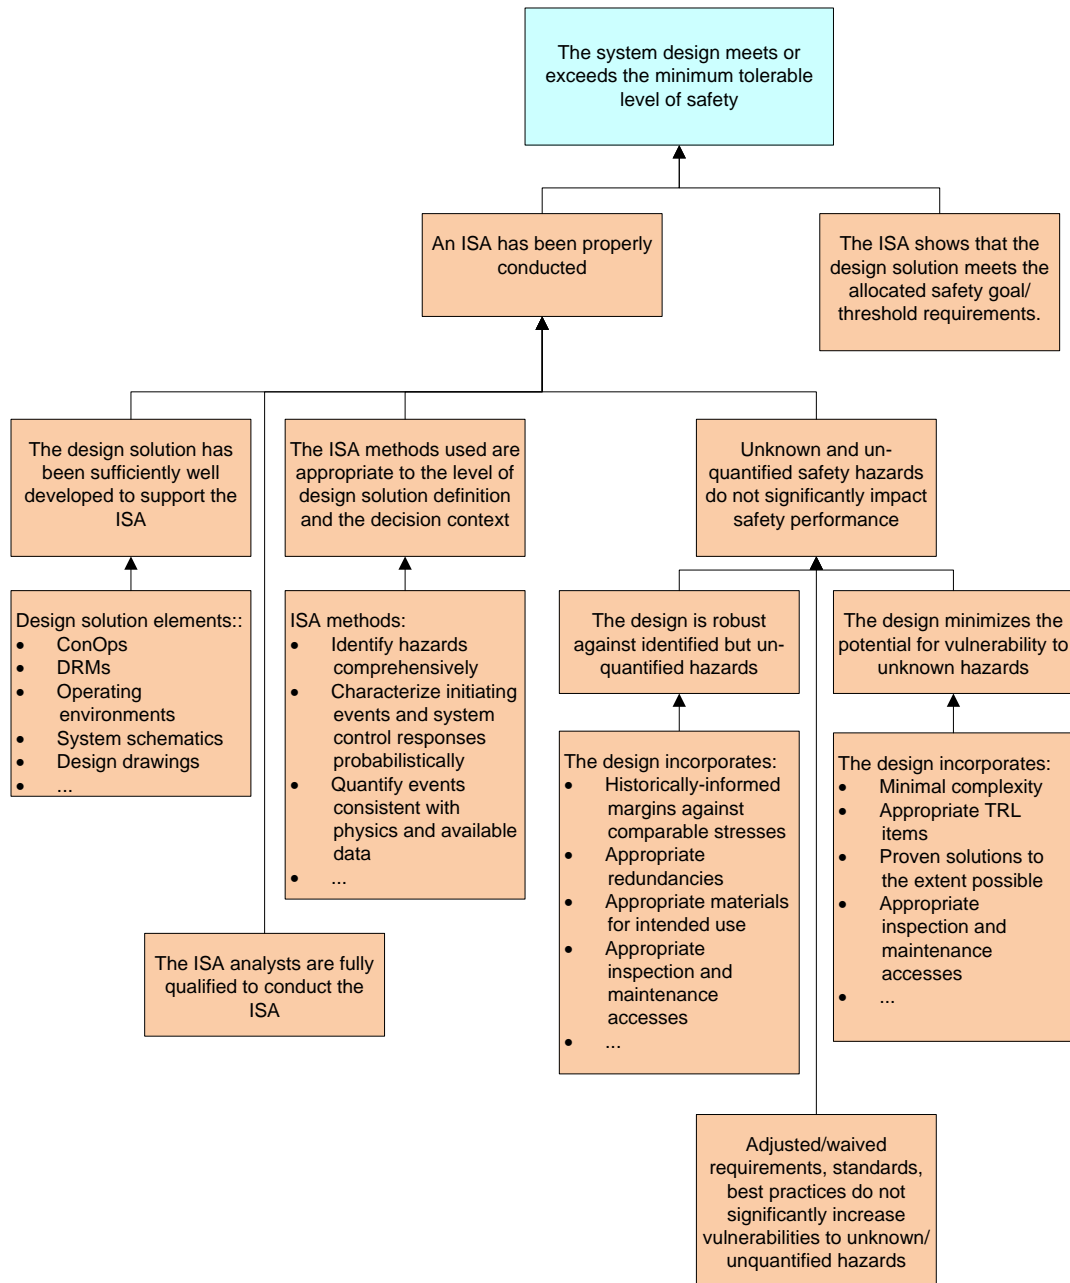 The system design meets or
exceeds the minimum tolerable
level of safety
An ISA has been properly
conducted
The ISA shows that the
design solution meets the
allocated safety goal/
threshold requirements.
The design solution has
been sufficiently well
developed to support the
ISA
The ISA methods used are
appropriate to the level of
design solution definition
and the decision context
Unknown and un-
quantified safety hazards
do not significantly impact
safety performance
Design solution elements::
• ConOps
• DRMs
• Operating
environments
• System schematics
• Design drawings
• ...
ISA methods:
• Identify hazards
comprehensively
• Characterize initiating
events and system
control responses
probabilistically
• Quantify events
consistent with
physics and available
data
• ...
The design is robust
against identified but un-
quantified hazards
The design minimizes the
potential for vulnerability to
unknown hazards
The design incorporates:
• Historically-informed
margins against
comparable stresses
• Appropriate
redundancies
• Appropriate materials
for intended use
• Appropriate
inspection and
maintenance
accesses
• ...
The design incorporates:
• Minimal complexity
• Appropriate TRL
items
• Proven solutions to
the extent possible
• Appropriate
inspection and
maintenance
accesses
• ...
The ISA analysts are fully
qualified to conduct the
ISA
Adjusted/waived
requirements, standards,
best practices do not
significantly increase
vulnerabilities to unknown/
unquantified hazards